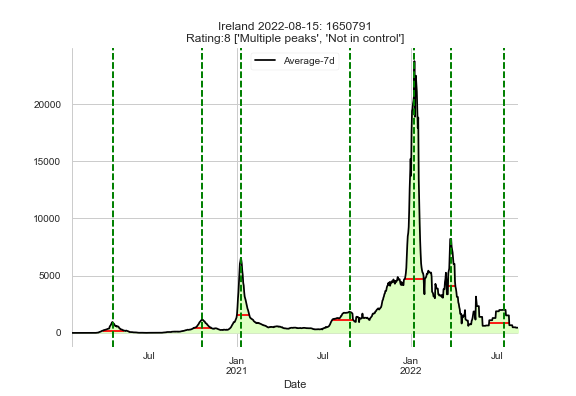 Ireland 2022-08-15: 1650791
Rating:8 ['Multiple peaks', 'Not in control']
Average-7d
20000
15000
10000
5000
0
Jul
Jan
2021
Jul
Jan
2022
Jul
Date